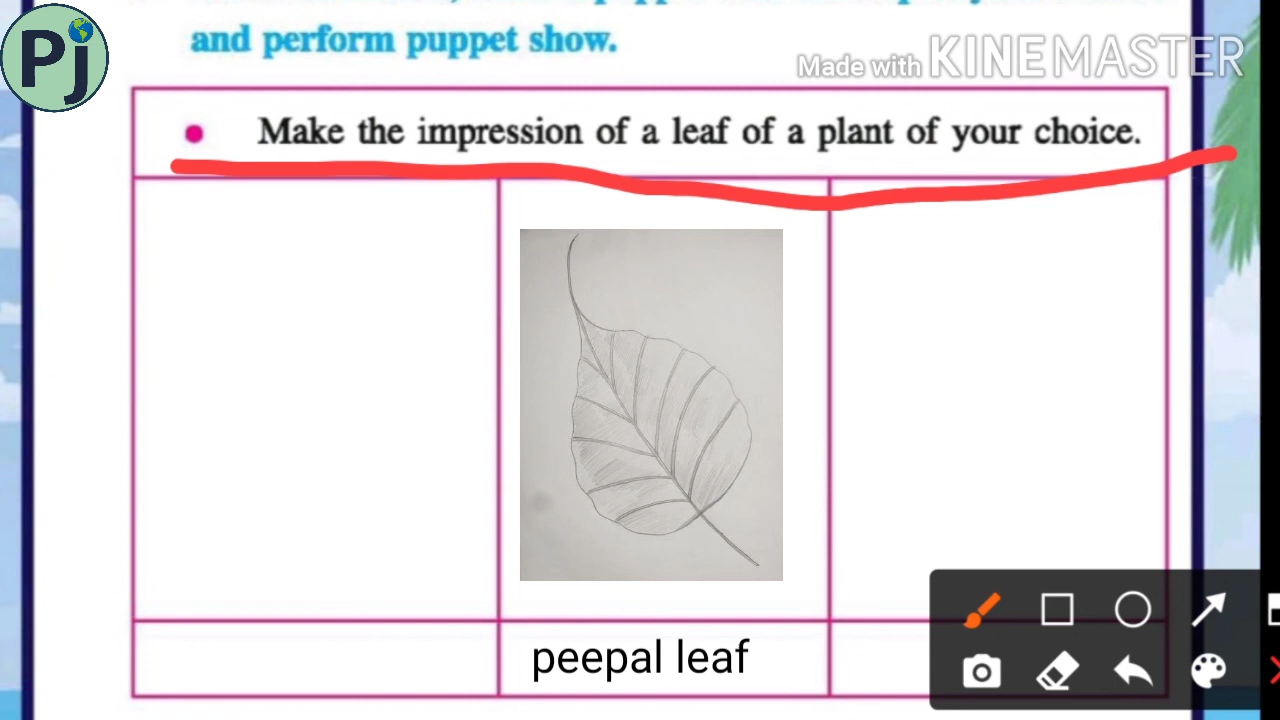 Pj
and perform puppet show.
Made with KINEMASTER
• Make the impression of a leaf of a plant of your choice.
peepal leaf